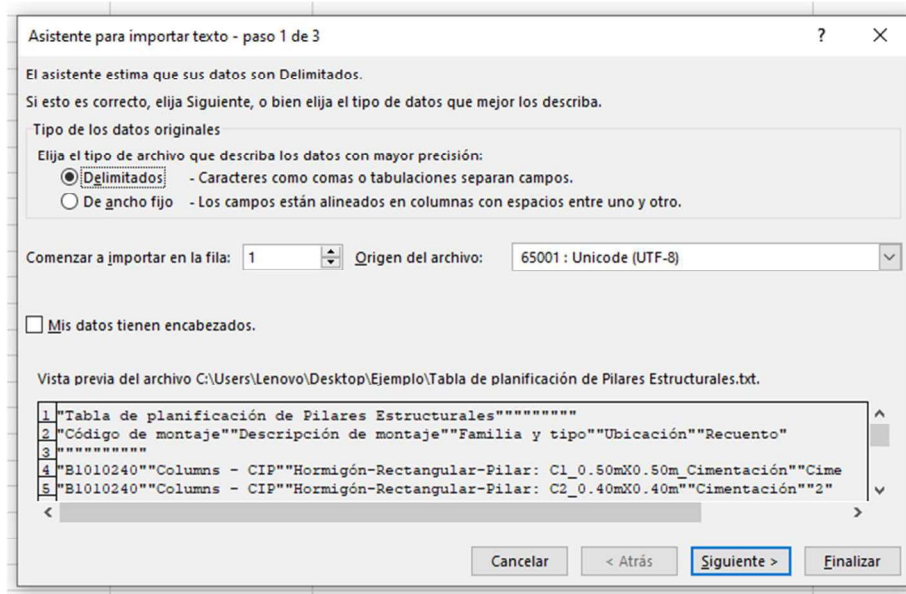 Asistente para importar texto - paso 1 de 3 ?
El asistente estima que sus datos son Delimitados.
Si esto es correcto, elija Siguiente, o bien elija el tipo de datos que mejor los describa.
Tipo de los datos originales
Elija el tipo de archivo que describa los datos con mayor precisión:
Delimitados - Caracteres como comas o tabulaciones separan campos.
De ancho fijo - Los campos están alineados en columnas con espacios entre uno y otro.
Comenzar a importar en la fila: 1 Origen del archivo: 65001 : Unicode (UTF-8)
Mis datos tienen encabezados.
Vista previa del archivo C:\Users\Lenovo\Desktop\Ejemplo\Tabla de planificación de Pilares Estructurales.txt.
1 "Tabla de planificación de Pilares Estructurales"""""""""
2 "Código de montaje""Descripción de montaje""Familia y tipo""Ubicación""Recuento"
3 """"""""""
4 "B1010240""Columns - CIP""Hormigón-Rectangular-Pilar: C1_0.50mX0.50m_Cimentación""Cime
5 "B1010240""Columns - CIP""Hormigón-Rectangular-Pilar: C2_0.40mX0.40m""Cimentación""2"
Cancelar < Atrás Siguiente > Finalizar